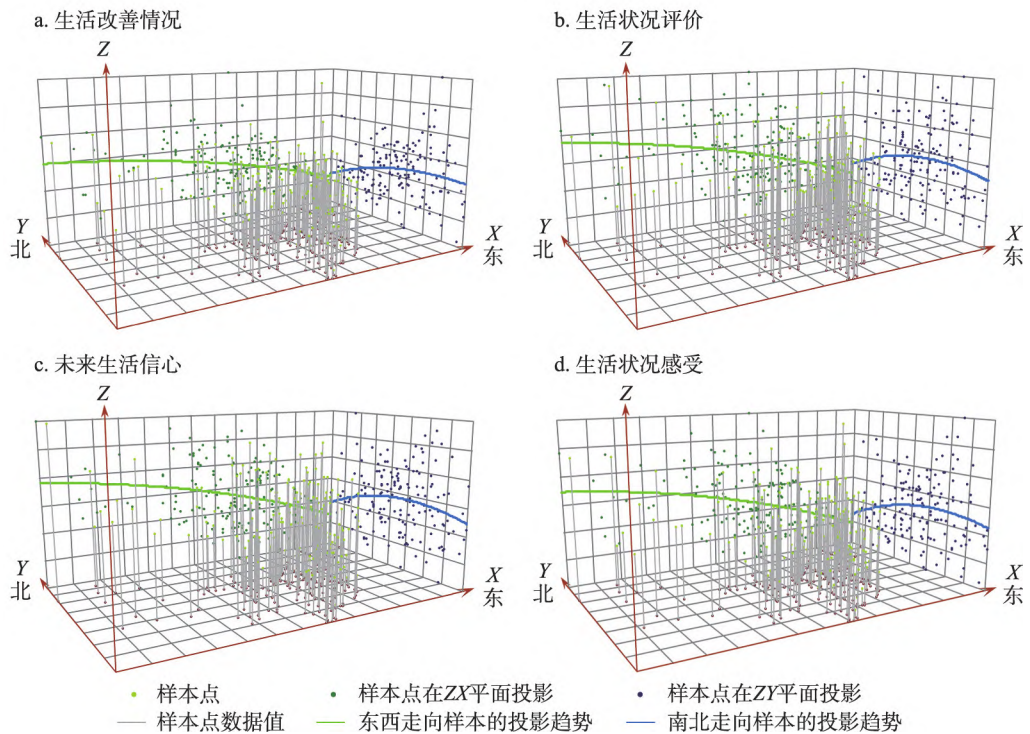 a. 生活改善情况
Z
Y
北
X
东
b. 生活状况评价
Z
Y
北
X
东
c. 未来生活信心
Z
Y
北
X
东
d. 生活状况感受
Z
Y
北
X
东
样本点
样本点在ZX平面投影
样本点在ZY平面投影
样本点数据值
东西走向样本的投影趋势
南北走向样本的投影趋势